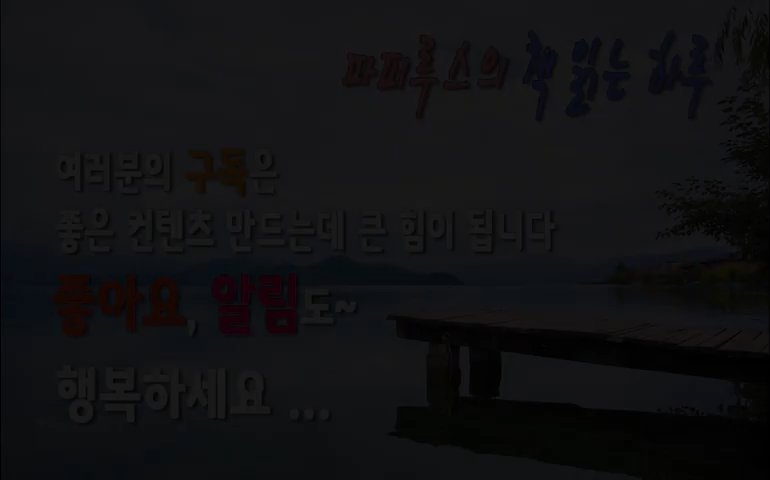 파피루스의 책 읽는 하루
여러분의 구독은
좋은 컨텐츠 만드는데 큰 힘이 됩니다
좋아요, 알림도~
행복하세요 ...